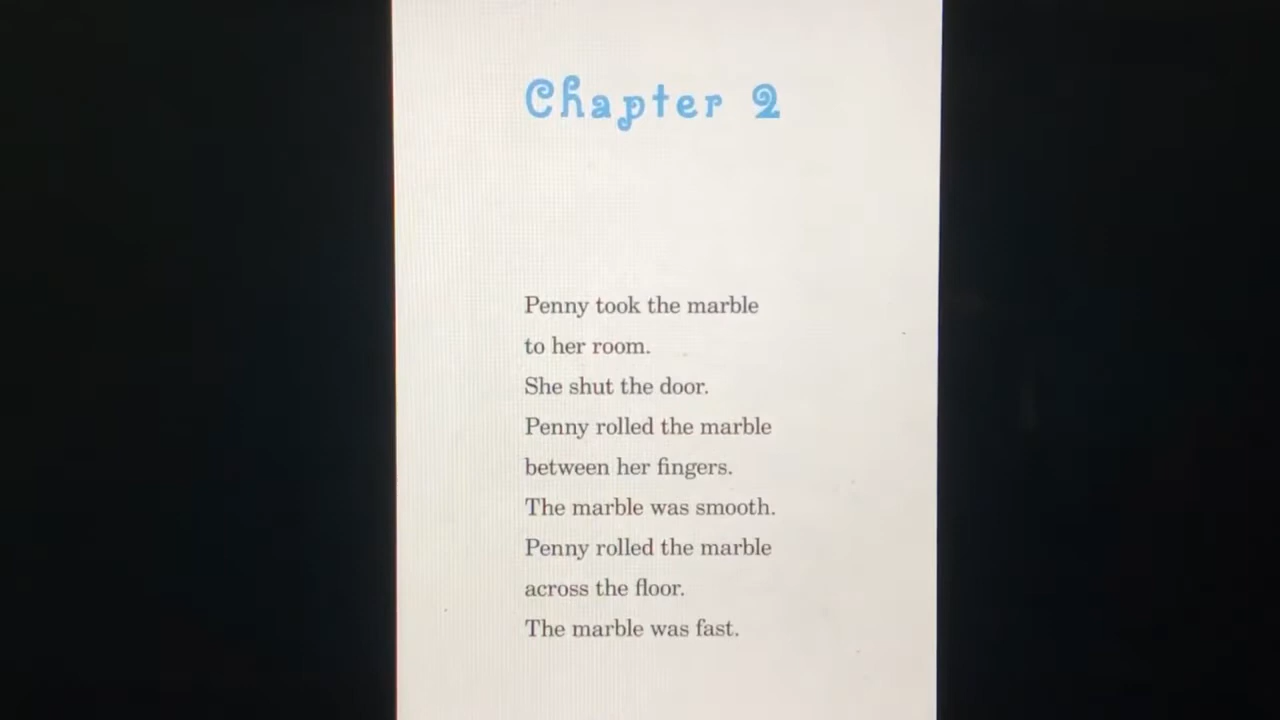 Chapter 2
Penny took the marble
to her room.
She shut the door.
Penny rolled the marble
between her fingers.
The marble was smooth.
Penny rolled the marble
across the floor.
The marble was fast.